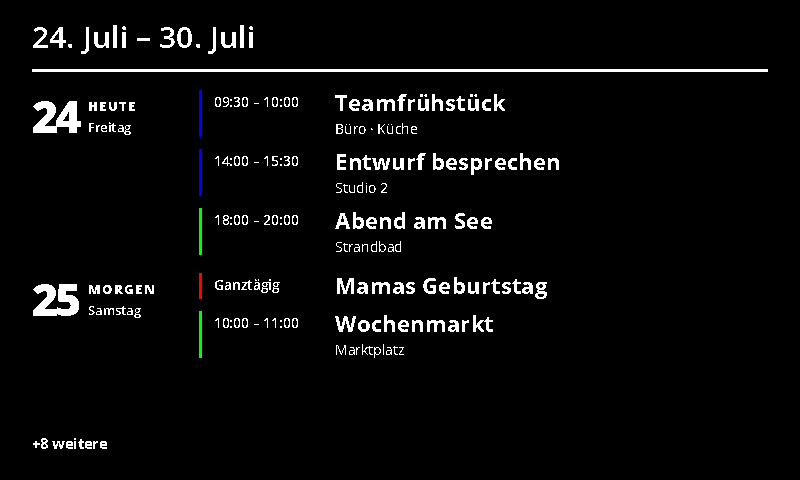 24. Juli – 30. Juli
24
HEUTE
Freitag
09:30 – 10:00
Teamfrühstück
Büro · Küche
14:00 – 15:30
Entwurf besprechen
Studio 2
18:00 – 20:00
Abend am See
Strandbad
25
MORGEN
Samstag
Ganztägig
Mamas Geburtstag
10:00 – 11:00
Wochenmarkt
Marktplatz
+8 weitere